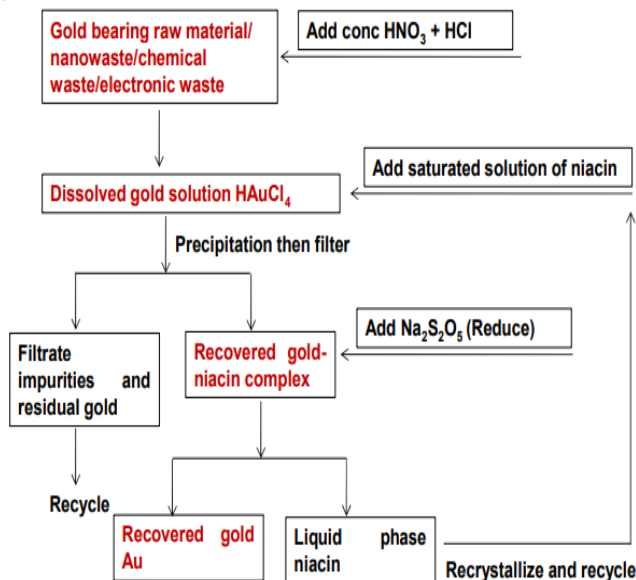 Gold bearing raw material/
nanowaste/chemical
waste/electronic waste
Add conc HNO₃ + HCl
Add saturated solution of niacin
Dissolved gold solution HAuCl₄
Precipitation then filter
Add Na₂S₂O₅ (Reduce)
Filtrate
impurities and
residual gold
Recovered gold-
niacin complex
Recycle
Recovered gold
Au
Liquid phase
niacin
Recrystallize and recycle